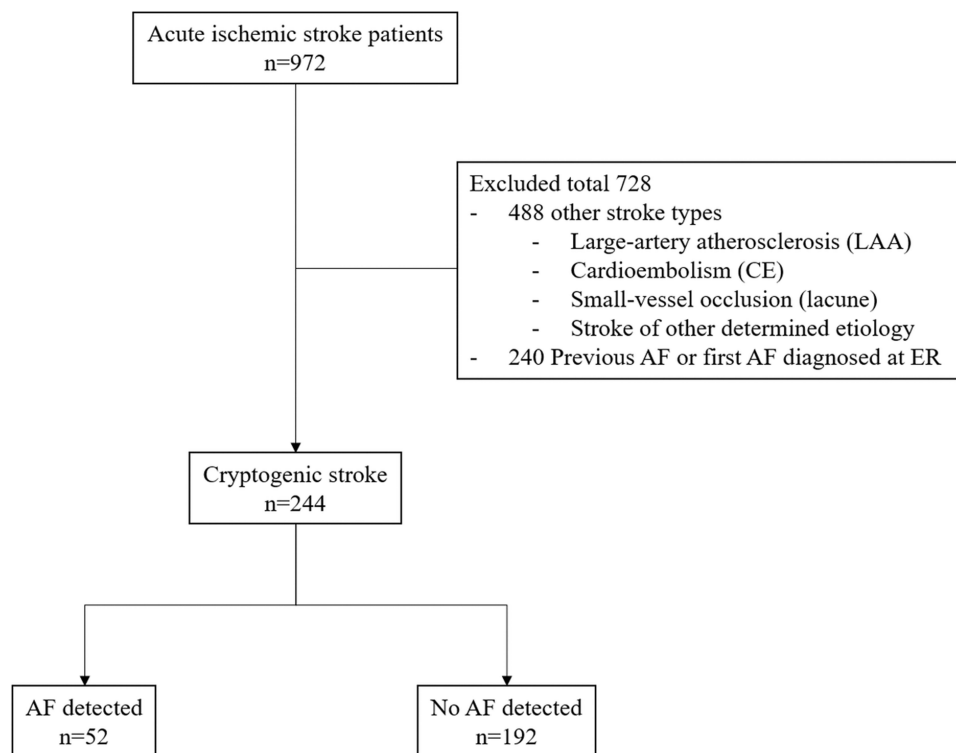 Acute ischemic stroke patients
n=972
Excluded total 728
- 488 other stroke types
- Large-artery atherosclerosis (LAA)
- Cardioembolism (CE)
- Small-vessel occlusion (lacune)
- Stroke of other determined etiology
- 240 Previous AF or first AF diagnosed at ER
Cryptogenic stroke
n=244
AF detected
n=52
No AF detected
n=192